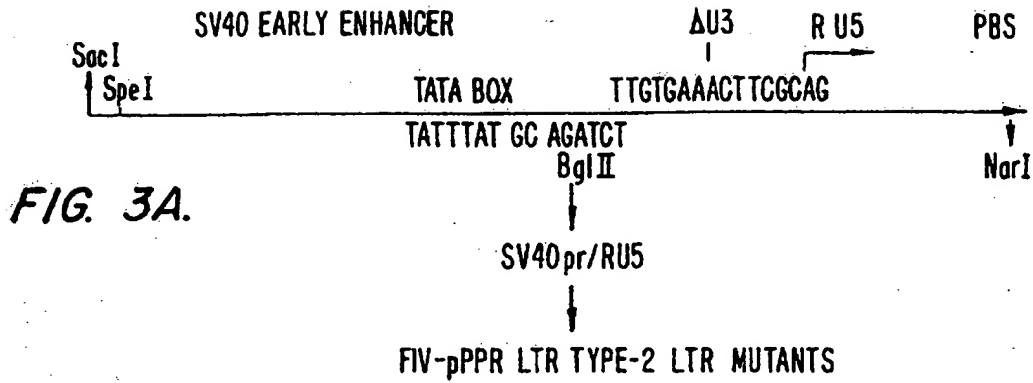 SV40 EARLY ENHANCER ΔU3 R U5 PBS
SacI
SpeI TATA BOX TTGTGAAACTTCGCAG
TATTTAT GC AGATCT
BglII NarI
FIG. 3A.
SV40pr/RU5
FIV-pPPR LTR TYPE-2 LTR MUTANTS